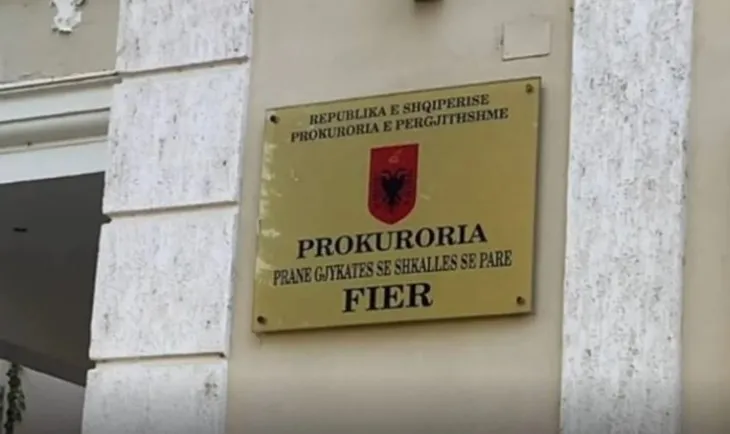 REPUBLIKA E SHQIPERISE
PROKURORIA E PERGJITHSHME
PROKURORIA
PRANE GJYKATES SE SHKALLES SE PARE
FIER